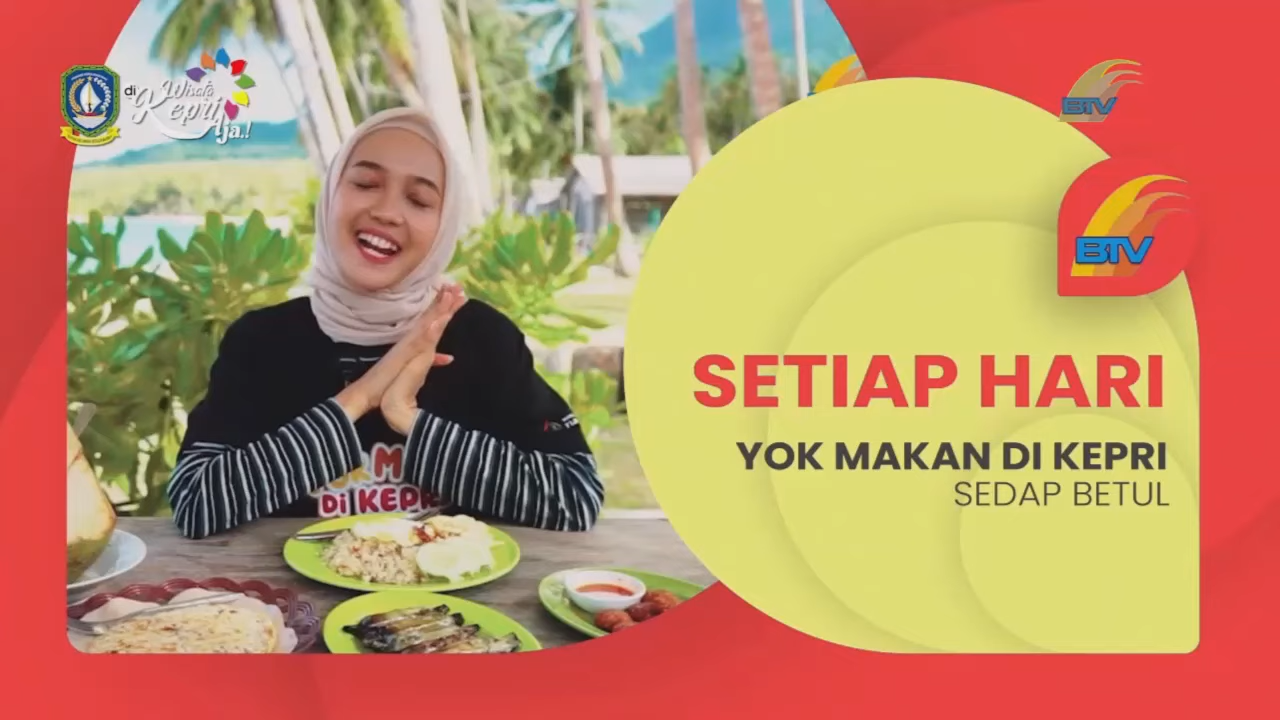 di Wisata
Kepri
Aja.!
BTV
BTV
SETIAP HARI
YOK MAKAN DI KEPRI
SEDAP BETUL
DI KEPRI